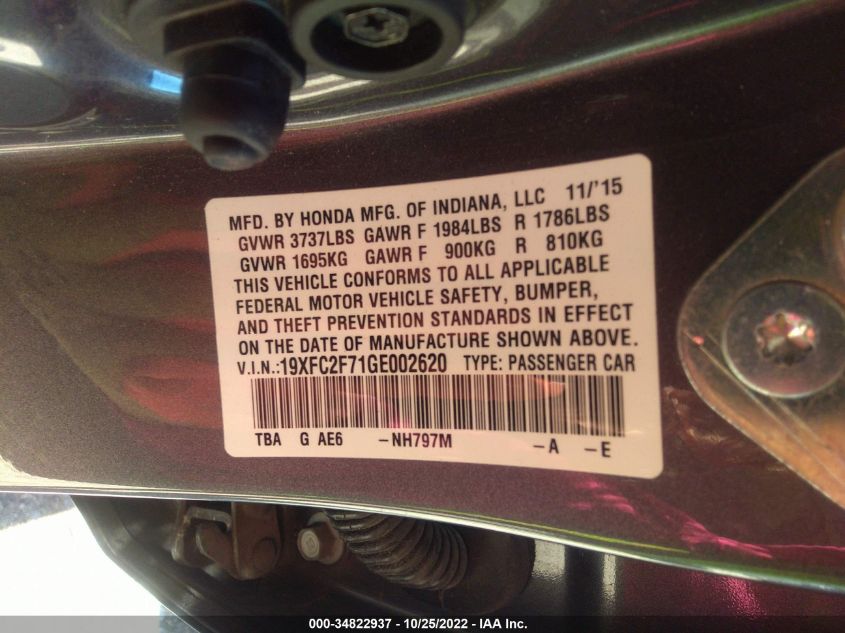 MFD. BY HONDA MFG. OF INDIANA, LLC 11/'15
GVWR 3737LBS GAWR F 1984LBS R 1786LBS
GVWR 1695KG GAWR F 900KG R 810KG
THIS VEHICLE CONFORMS TO ALL APPLICABLE
FEDERAL MOTOR VEHICLE SAFETY, BUMPER,
AND THEFT PREVENTION STANDARDS IN EFFECT
ON THE DATE OF MANUFACTURE SHOWN ABOVE.
V.I.N.:19XFC2F71GE002620 TYPE: PASSENGER CAR
TBA G AE6 -NH797M -A -E
000-34822937 - 10/25/2022 - IAA Inc.